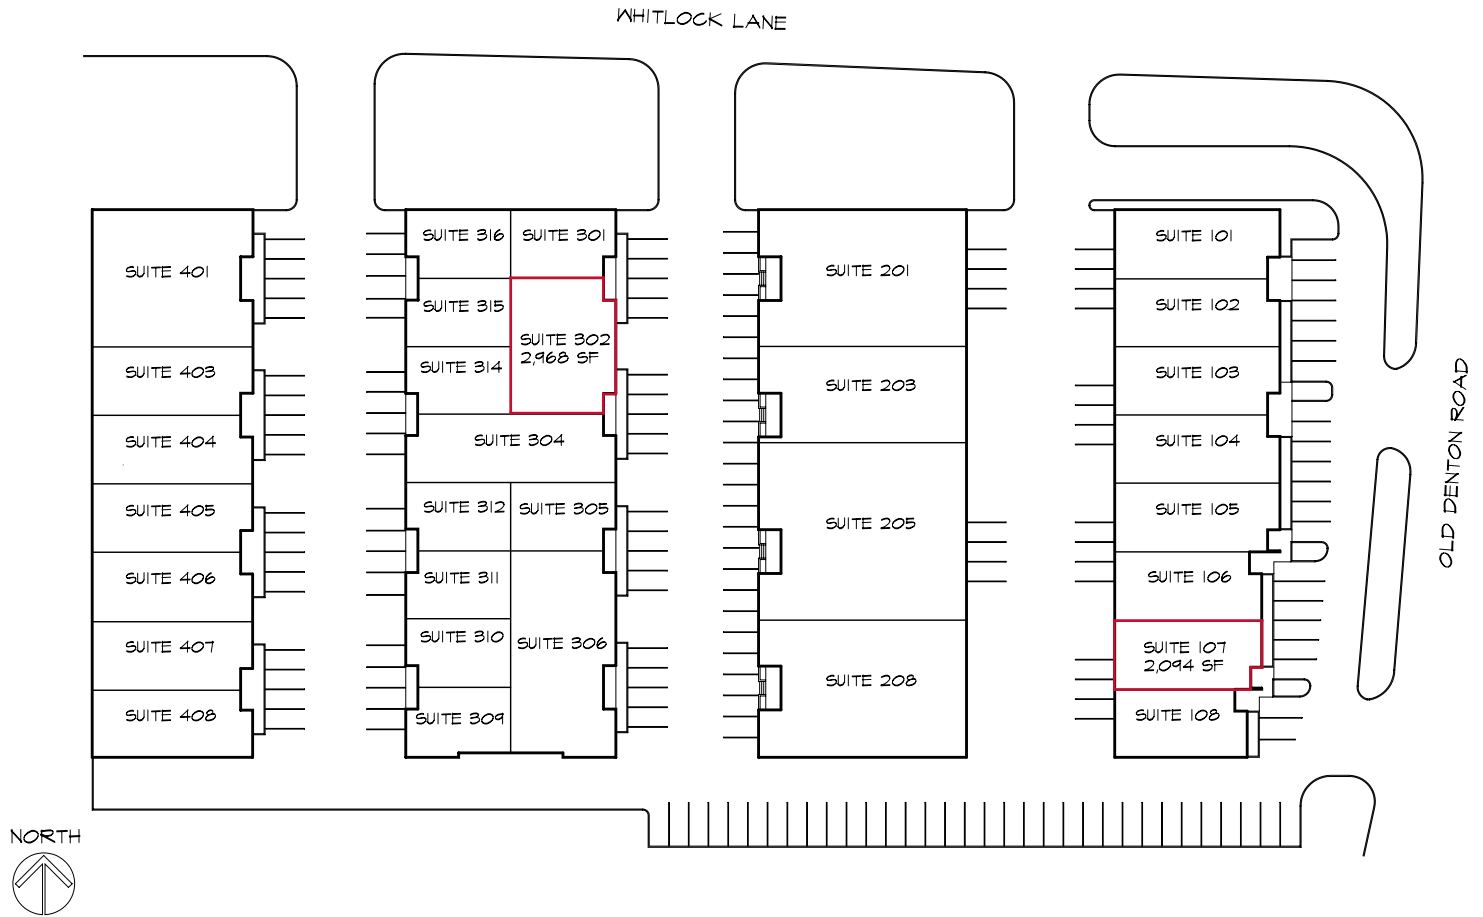 WHITLOCK LANE
SUITE 401
SUITE 403
SUITE 404
SUITE 405
SUITE 406
SUITE 407
SUITE 408
SUITE 316
SUITE 301
SUITE 315
SUITE 302
2,968 SF
SUITE 314
SUITE 304
SUITE 312
SUITE 305
SUITE 311
SUITE 310
SUITE 306
SUITE 309
SUITE 201
SUITE 203
SUITE 205
SUITE 208
SUITE 101
SUITE 102
SUITE 103
SUITE 104
SUITE 105
SUITE 106
SUITE 107
2,094 SF
SUITE 108
OLD DENTON ROAD
NORTH